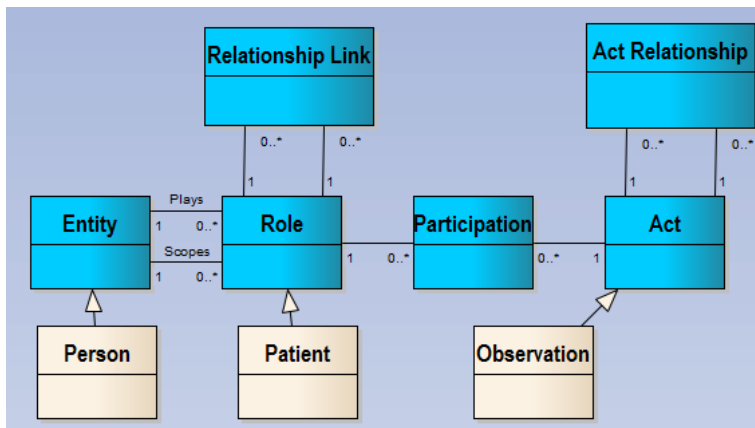 Relationship Link
Act Relationship
0..*
0..*
0..*
0..*
1
1
1
1
Plays
Entity
1
0..*
Role
Participation
Act
Scopes
1
0..*
1
0..*
0..*
1
Person
Patient
Observation